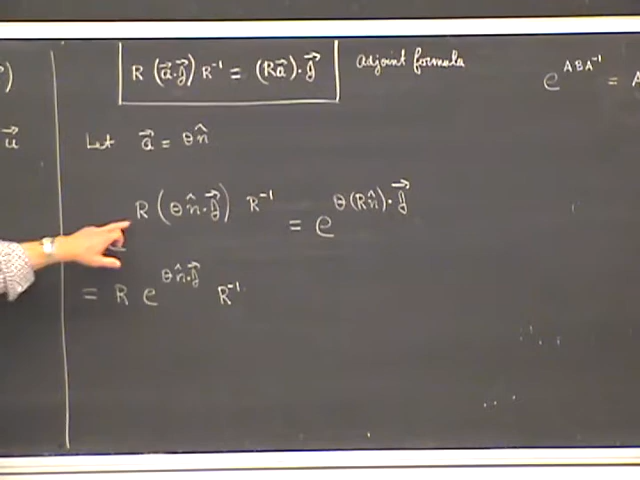 )
u⃗
R (a⃗·J⃗) R⁻¹ = (Ra⃗)·J⃗ adjoint formula
Let a⃗ = θn̂
e^{R (θn̂·J⃗) R⁻¹} = e^{θ(Rn̂)·J⃗}
= R e^{θn̂·J⃗} R⁻¹
e^{ABA⁻¹} = A